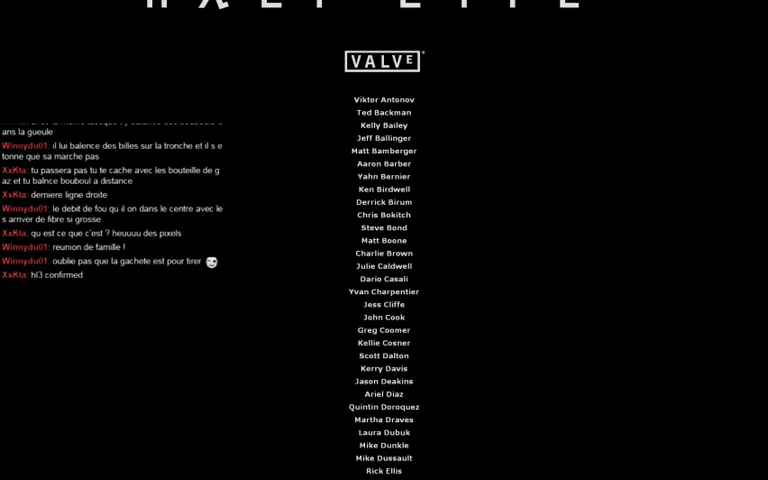 HALF-LIFE
VALVE
ans la gueule
Winnydu01: il lui balence des billes sur la tronche et il s e
tonne que sa marche pas
XxKta: tu passera pas tu te cache avec les bouteille de g
az et tu balnce bouboul a distance
XxKta: derniere ligne droite
Winnydu01: le debit de fou qu il on dans le centre avec le
s arriver de fibre si grosse
XxKta: qu est ce que c'est ? heuuuu des pixels
Winnydu01: reunion de famille !
Winnydu01: oublie pas que la gachete est pour tirer
XxKta: hl3 confirmed
Viktor Antonov
Ted Backman
Kelly Bailey
Jeff Ballinger
Matt Bamberger
Aaron Barber
Yahn Bernier
Ken Birdwell
Derrick Birum
Chris Bokitch
Steve Bond
Matt Boone
Charlie Brown
Julie Caldwell
Dario Casali
Yvan Charpentier
Jess Cliffe
John Cook
Greg Coomer
Kellie Cosner
Scott Dalton
Kerry Davis
Jason Deakins
Ariel Diaz
Quintin Doroquez
Martha Draves
Laura Dubuk
Mike Dunkle
Mike Dussault
Rick Ellis